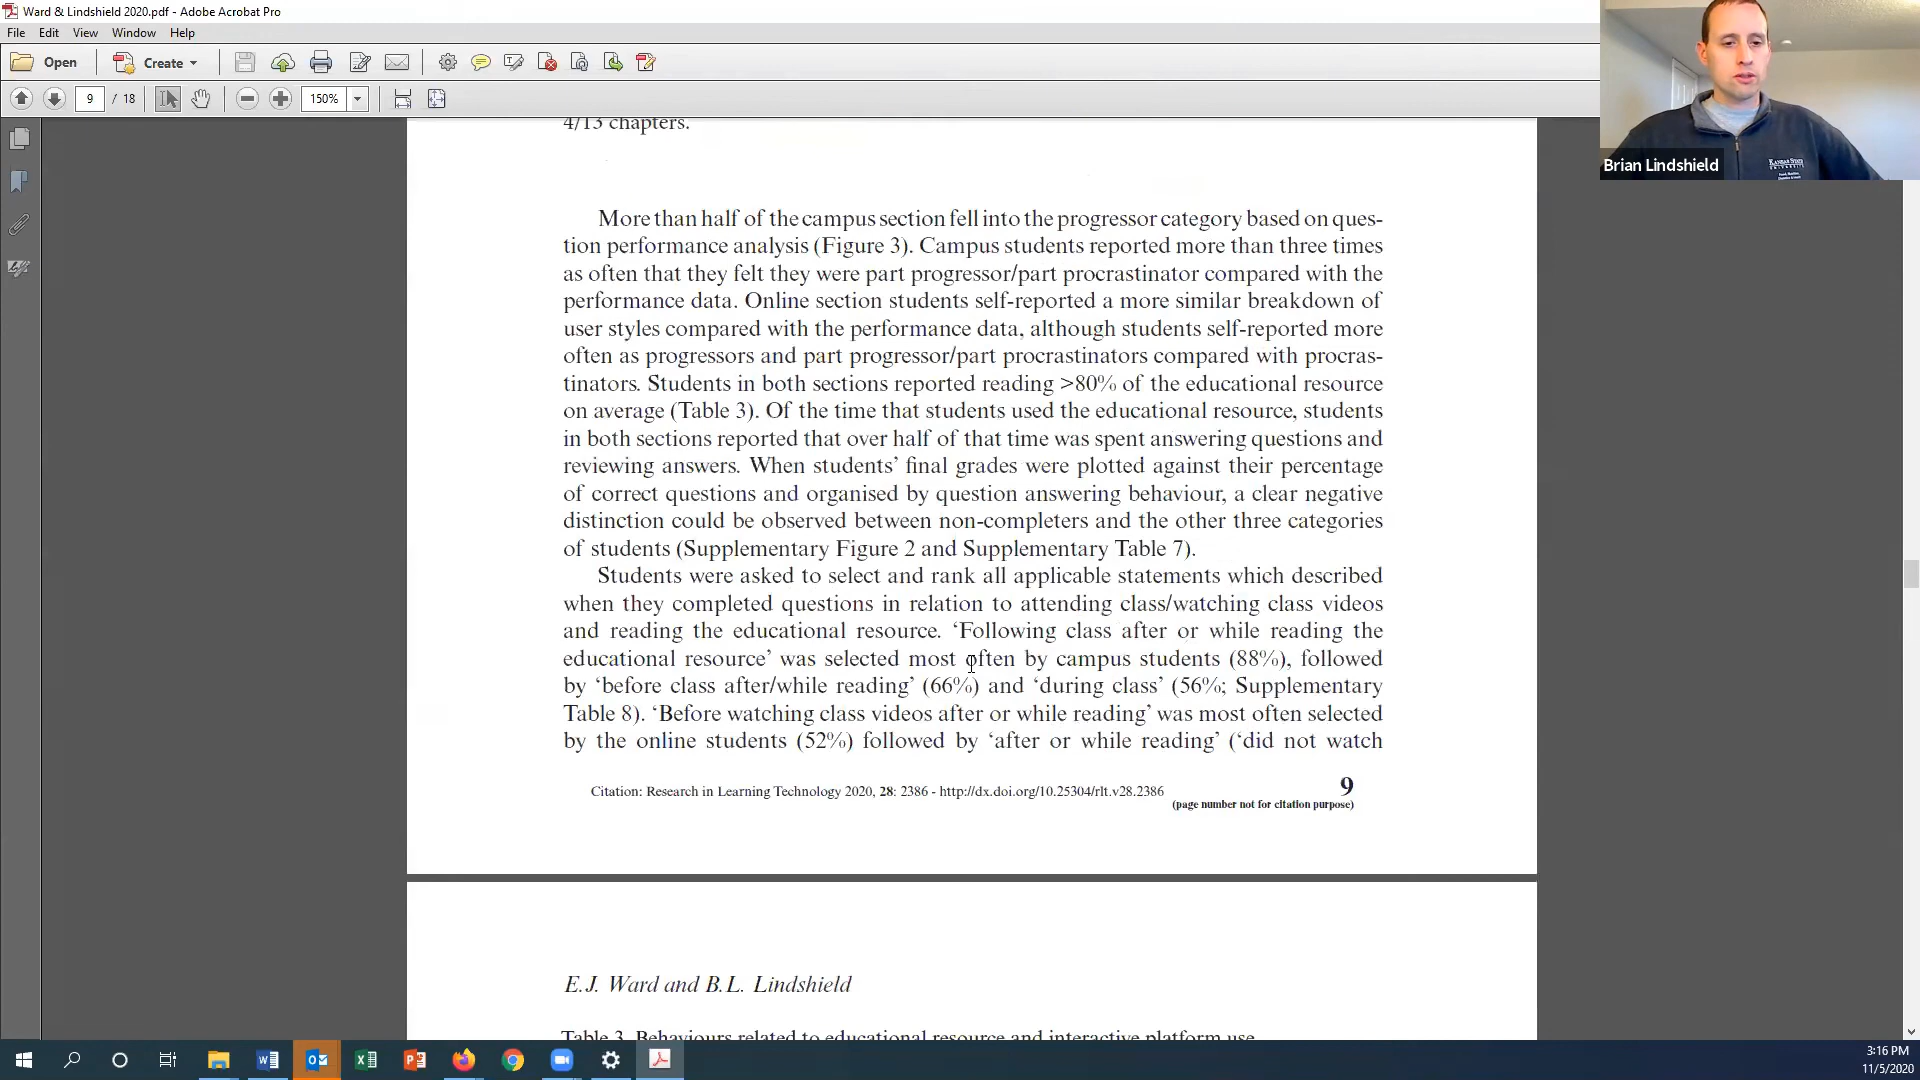 Ward & Lindshield 2020.pdf - Adobe Acrobat Pro
File Edit View Window Help
Open Create
9 / 18 150%
Brian Lindshield
KANSAS STATE
4/13 chapters.
More than half of the campus section fell into the progressor category based on ques-
tion performance analysis (Figure 3). Campus students reported more than three times
as often that they felt they were part progressor/part procrastinator compared with the
performance data. Online section students self-reported a more similar breakdown of
user styles compared with the performance data, although students self-reported more
often as progressors and part progressor/part procrastinators compared with procras-
tinators. Students in both sections reported reading >80% of the educational resource
on average (Table 3). Of the time that students used the educational resource, students
in both sections reported that over half of that time was spent answering questions and
reviewing answers. When students’ final grades were plotted against their percentage
of correct questions and organised by question answering behaviour, a clear negative
distinction could be observed between non-completers and the other three categories
of students (Supplementary Figure 2 and Supplementary Table 7).
Students were asked to select and rank all applicable statements which described
when they completed questions in relation to attending class/watching class videos
and reading the educational resource. ‘Following class after or while reading the
educational resource’ was selected most often by campus students (88%), followed
by ‘before class after/while reading’ (66%) and ‘during class’ (56%; Supplementary
Table 8). ‘Before watching class videos after or while reading’ was most often selected
by the online students (52%) followed by ‘after or while reading’ (‘did not watch
Citation: Research in Learning Technology 2020, 28: 2386 - http://dx.doi.org/10.25304/rlt.v28.2386
9
(page number not for citation purpose)
E.J. Ward and B.L. Lindshield
Table 3. Behaviours related to educational resource and interactive platform use.
3:16 PM
11/5/2020